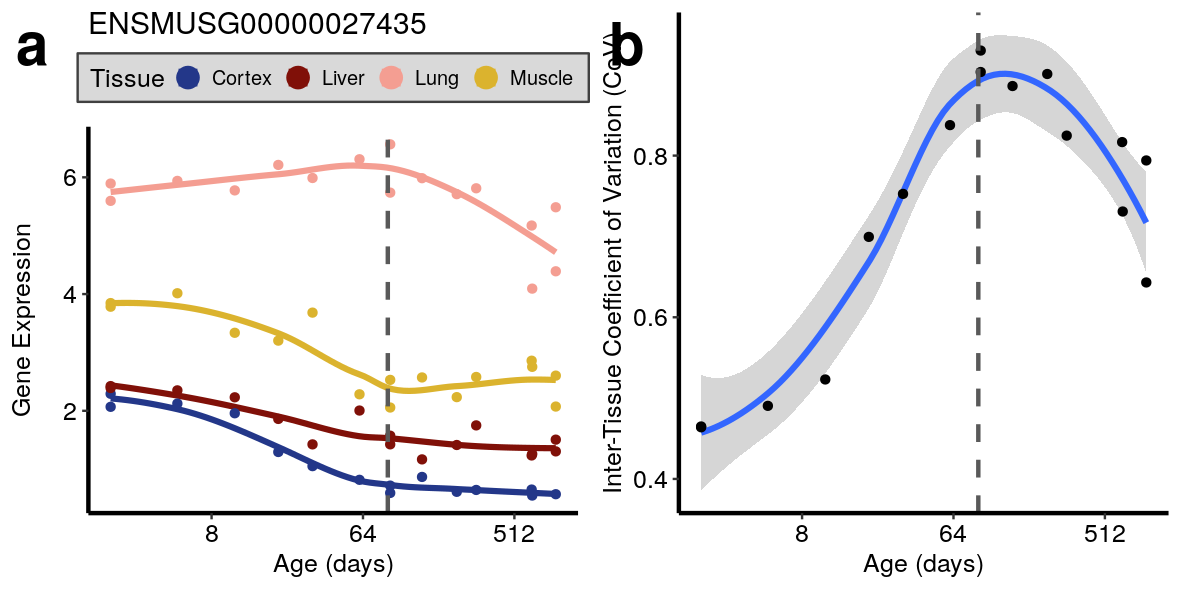 a
ENSMUSG00000027435
Tissue Cortex Liver Lung Muscle
Gene Expression
6
4
2
8 64 512
Age (days)
b
Inter-Tissue Coefficient of Variation (CoV)
0.8
0.6
0.4
8 64 512
Age (days)